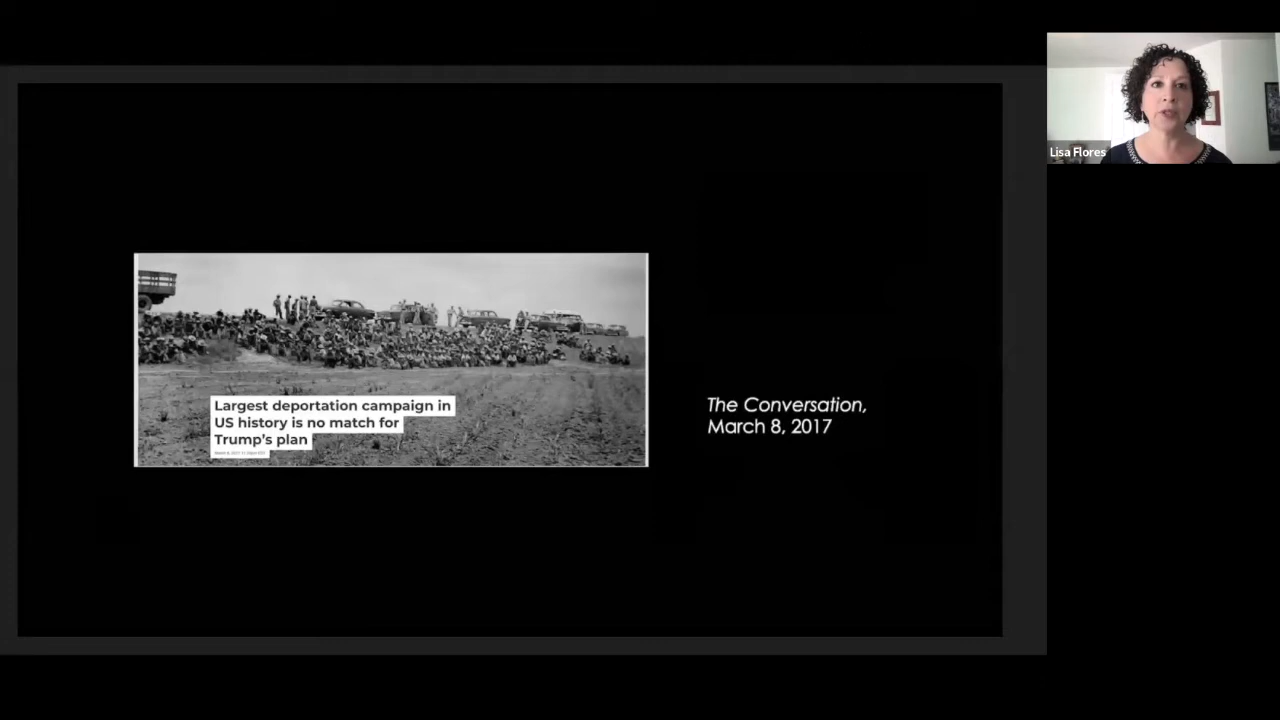 Lisa Flores
Largest deportation campaign in
US history is no match for
Trump's plan
The Conversation,
March 8, 2017